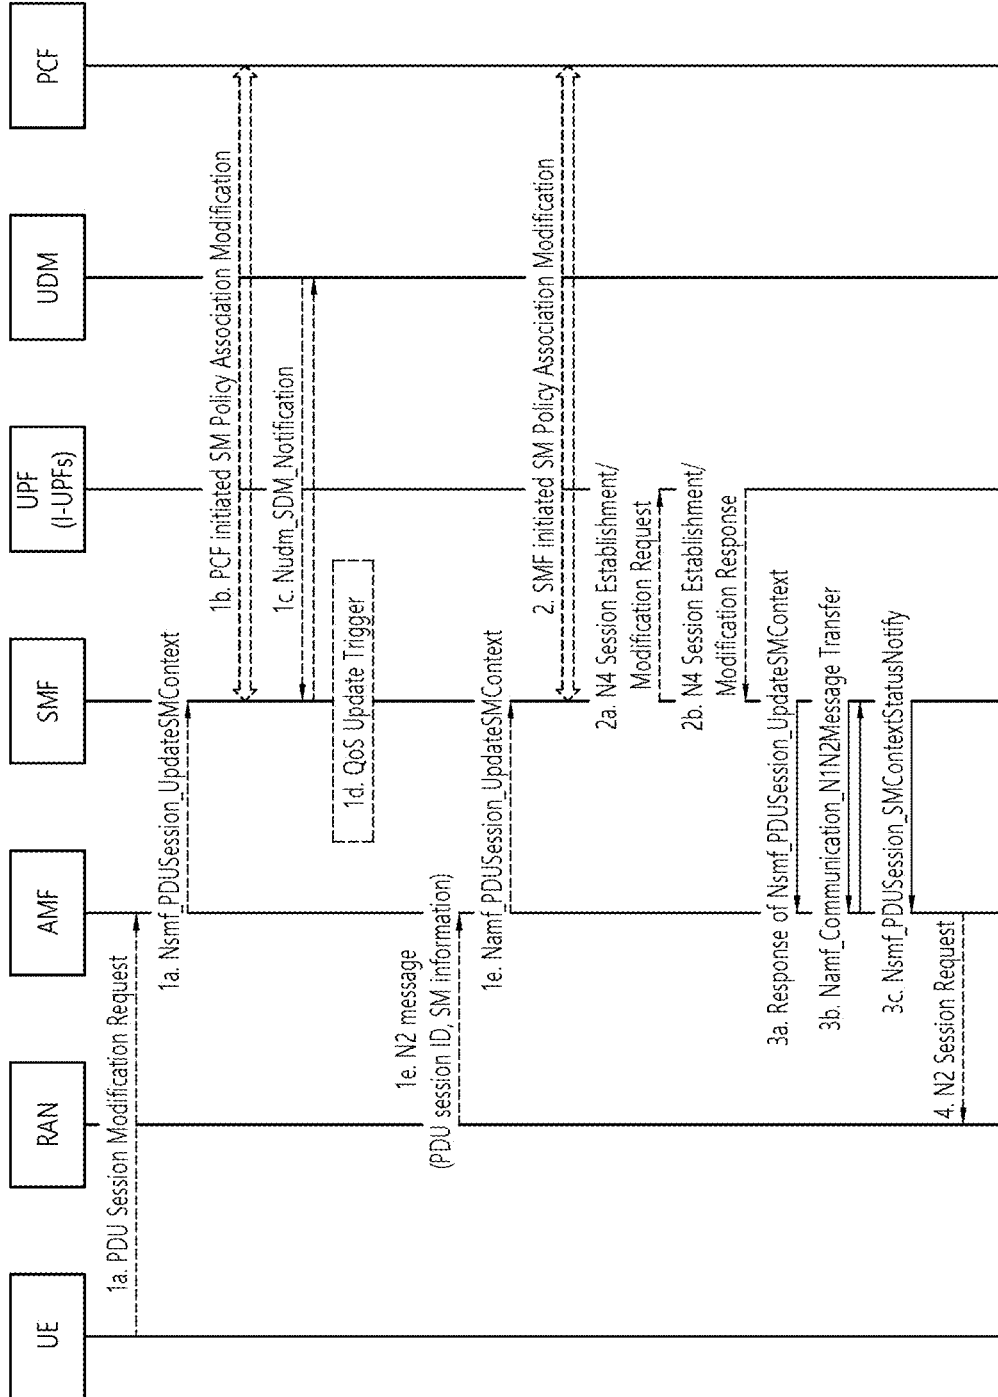 UE
RAN
AMF
SMF
UPF
(I-UPFs)
UDM
PCF
1a. PDU Session Modification Request
1a. Nsmf_PDUSession_UpdateSMContext
1b. PCF initiated SM Policy Association Modification
1c. Nudm_SDM_Notification
1d. QoS Update Trigger
1e. N2 message
(PDU session ID, SM information)
1e. Namf_PDUSession_UpdateSMContext
2. SMF initiated SM Policy Association Modification
2a. N4 Session Establishment/
Modification Request
2b. N4 Session Establishment/
Modification Response
3a. Response of Nsmf_PDUSession_UpdateSMContext
3b. Namf_Communication_N1N2Message Transfer
3c. Nsmf_PDUSession_SMContextStatusNotify
4. N2 Session Request